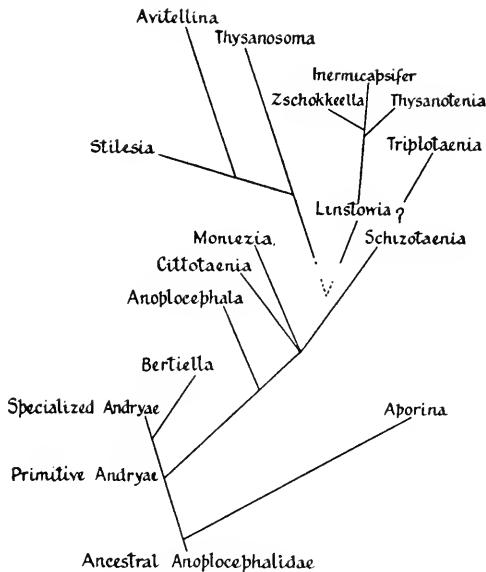 Avitellina
Thysanosoma
Inermicapsifer
Zschokkeella
Thysanotenia
Stilesia
Triplotaenia
Linstowia ?
Schizotaenia
Moniezia.
Cittotaenia
Anoplocephala
Bertiella
Specialized Andryae
Aporina
Primitive Andryae
Ancestral Anoplocephalidae